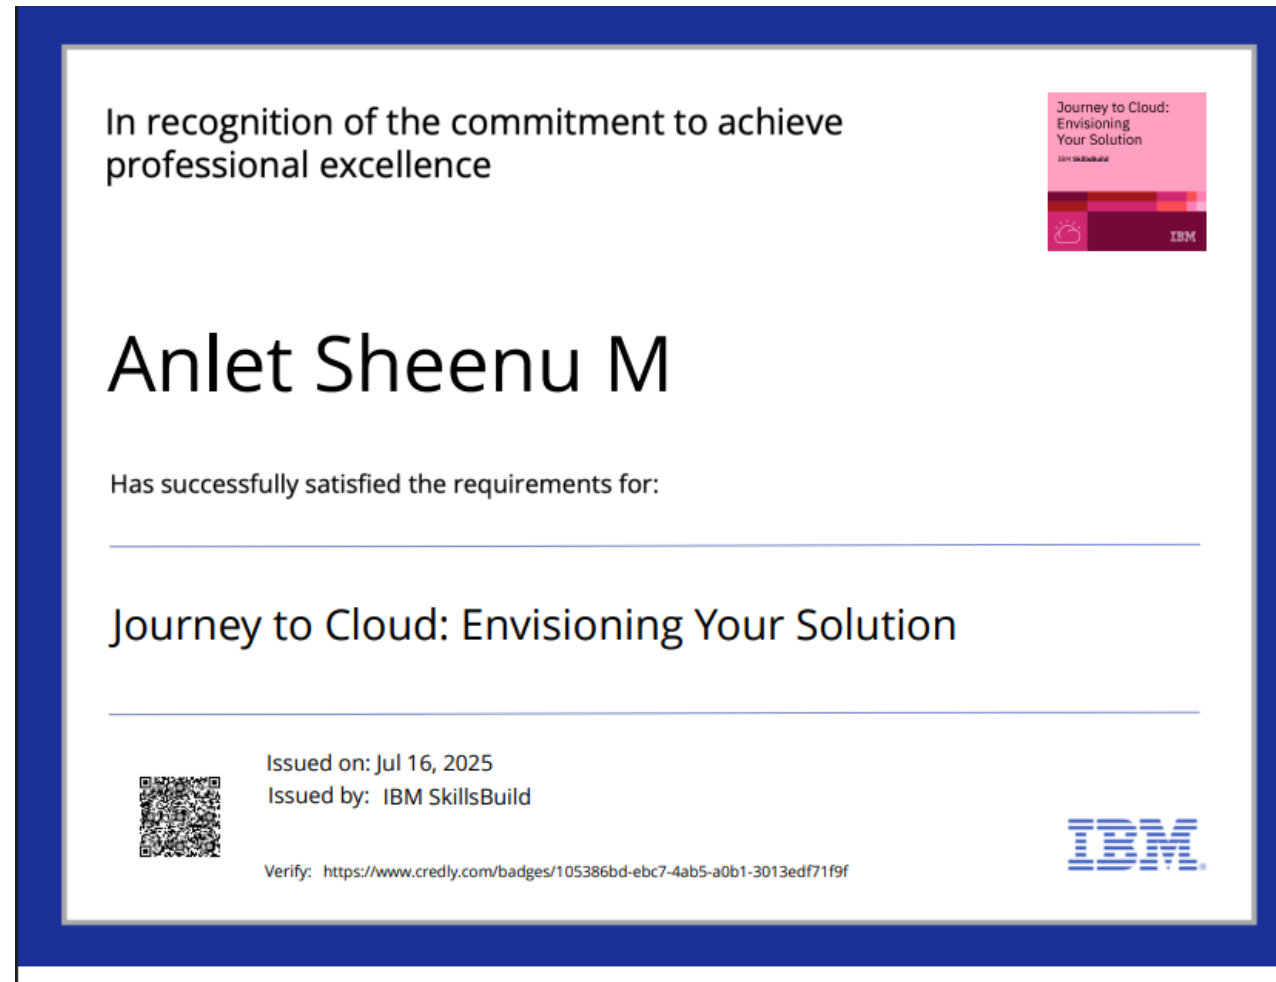 In recognition of the commitment to achieve
professional excellence
Journey to Cloud:
Envisioning
Your Solution
IBM SkillsBuild
IBM
Anlet Sheenu M
Has successfully satisfied the requirements for:
Journey to Cloud: Envisioning Your Solution
Issued on: Jul 16, 2025
Issued by: IBM SkillsBuild
Verify: https://www.credly.com/badges/105386bd-ebc7-4ab5-a0b1-3013edf71f9f
IBM